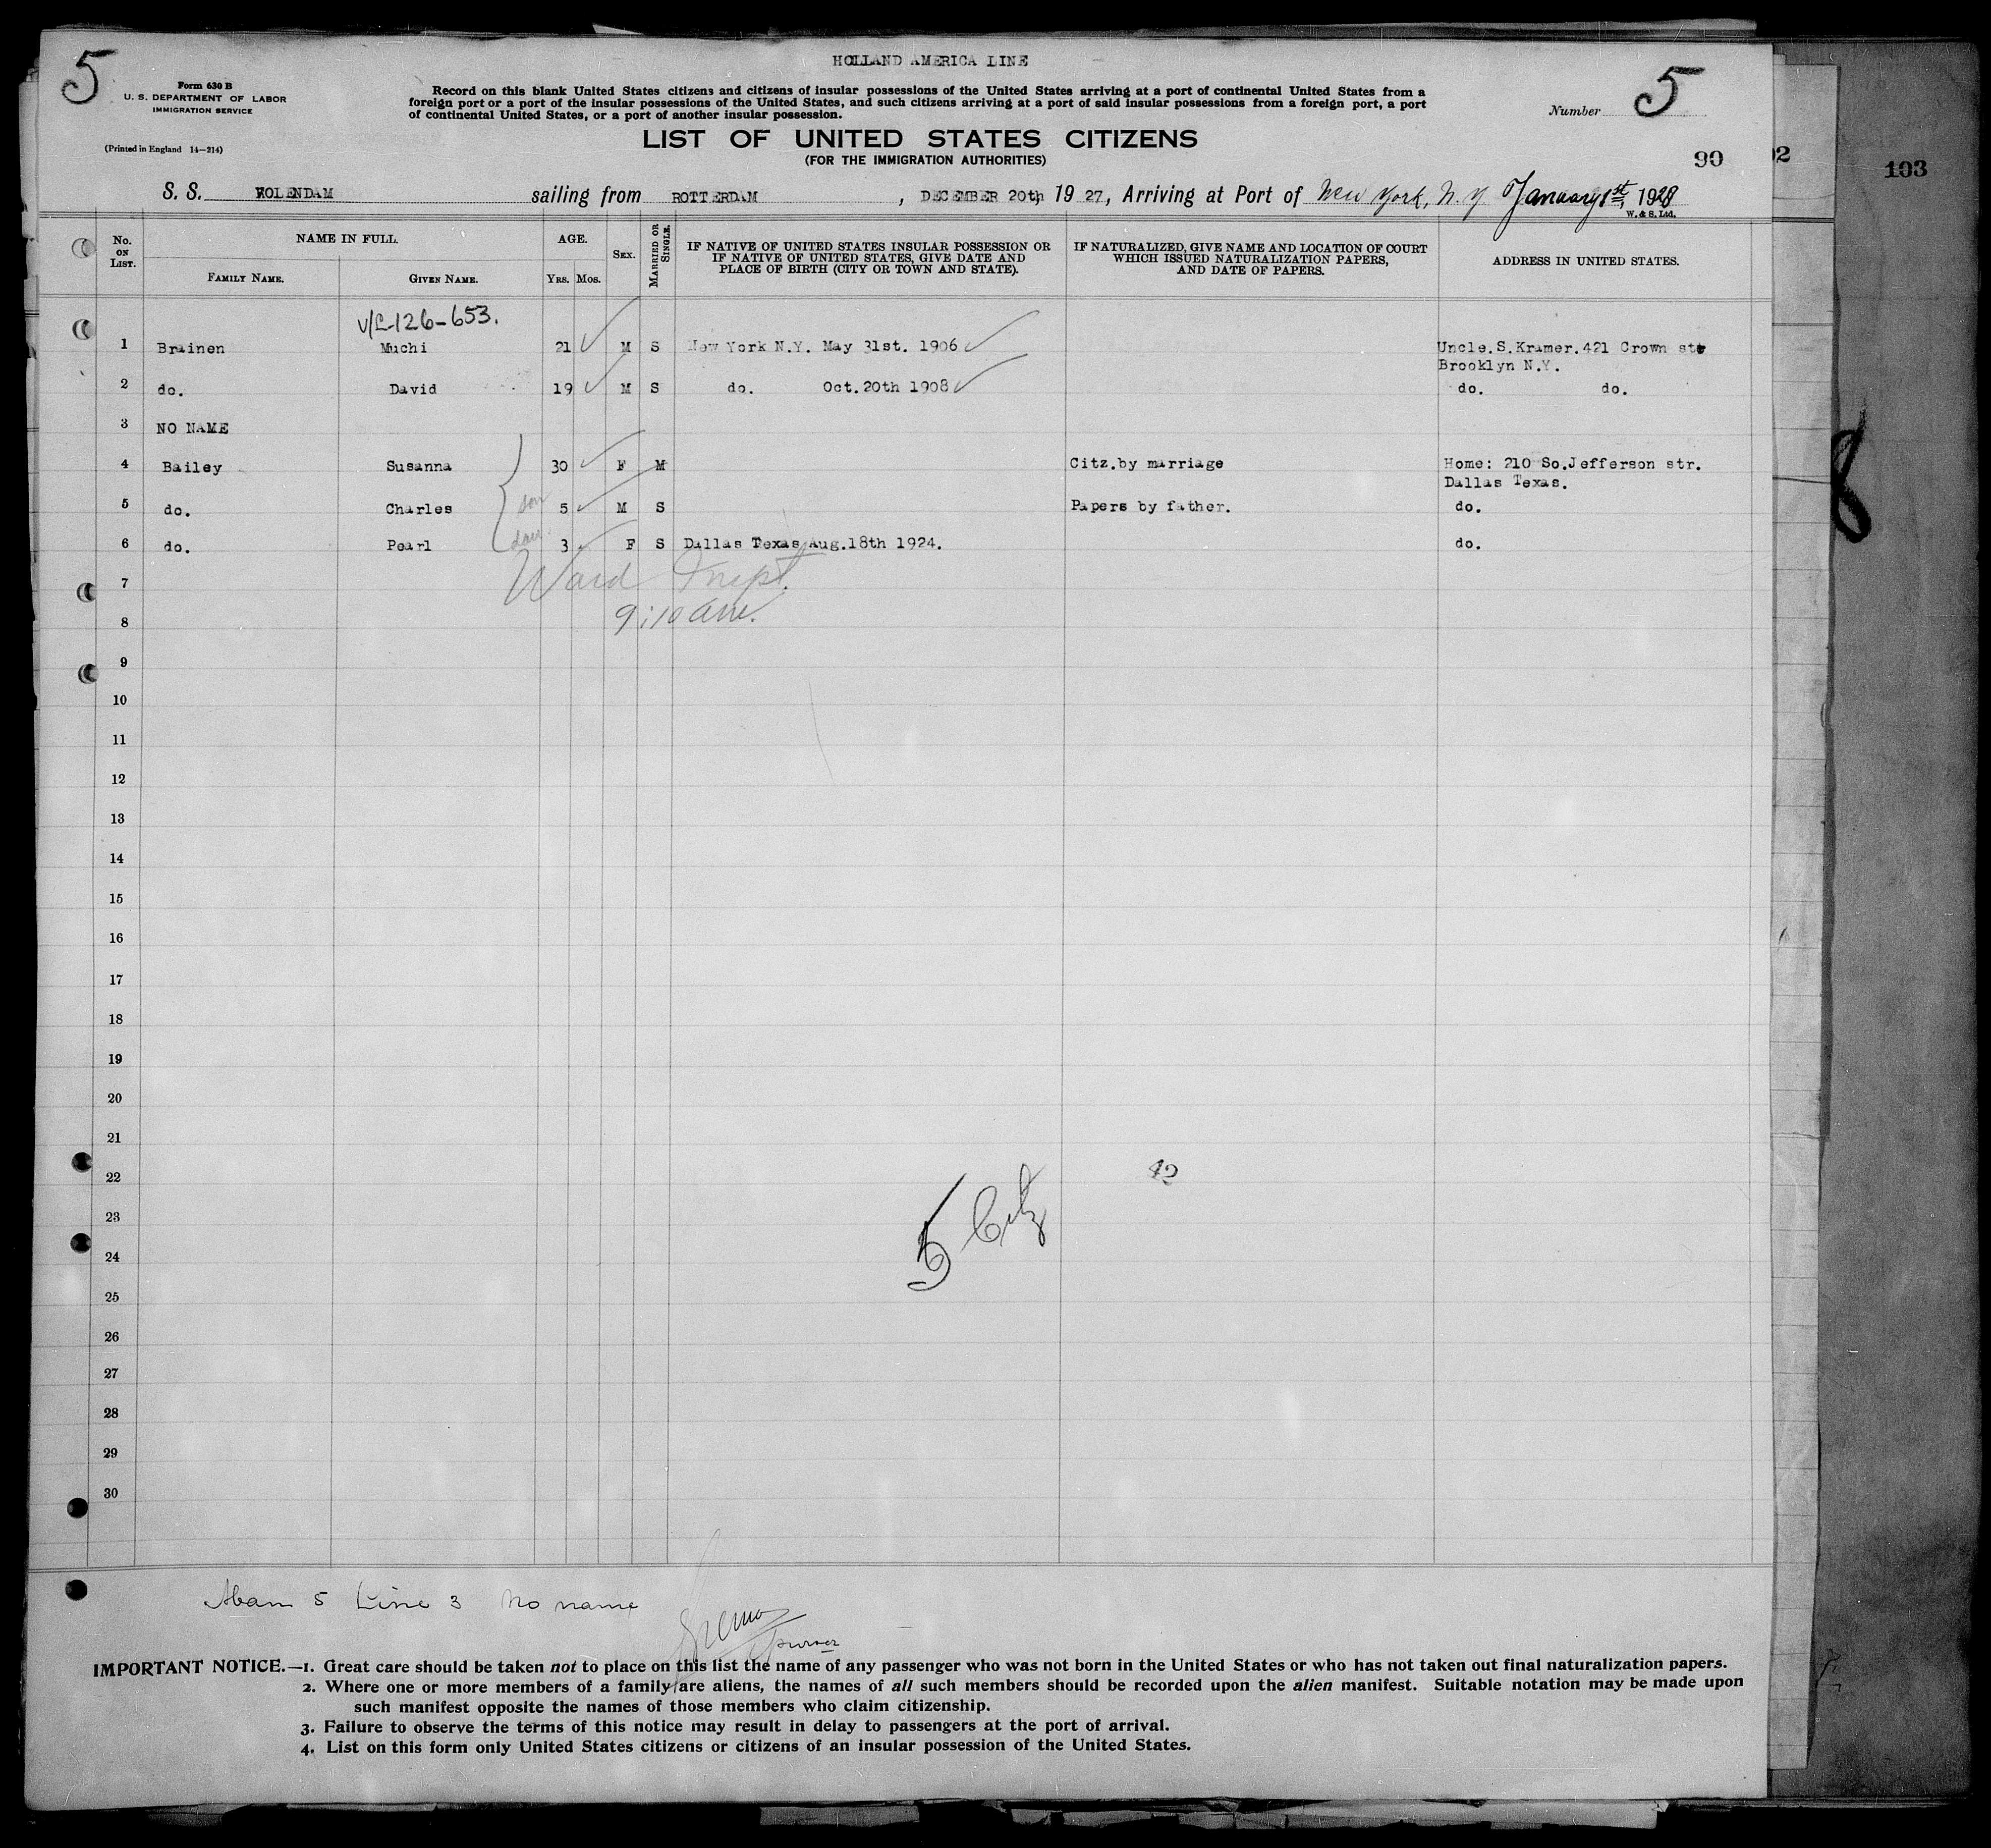 5
HOLLAND AMERICA LINE
5
Form 630 B
U. S. DEPARTMENT OF LABOR
IMMIGRATION SERVICE
(Printed in England 14—214)
Record on this blank United States citizens and citizens of insular possessions of the United States arriving at a port of continental United States from a
foreign port or a port of the insular possessions of the United States, and such citizens arriving at a port of said insular possessions from a foreign port, a port
of continental United States, or a port of another insular possession.
Number
LIST OF UNITED STATES CITIZENS
(FOR THE IMMIGRATION AUTHORITIES)
90
02
103
S. S. VOLENDAM sailing from ROTTERDAM, DECEMBER 20th 1927, Arriving at Port of New York, N.Y January 1st, 1928
W. & S. Ltd.
No. ON LIST.
NAME IN FULL.
FAMILY NAME.
GIVEN NAME.
AGE.
YRS. MOS.
SEX.
MARRIED OR SINGLE.
IF NATIVE OF UNITED STATES INSULAR POSSESSION OR
IF NATIVE OF UNITED STATES, GIVE DATE AND
PLACE OF BIRTH (CITY OR TOWN AND STATE).
IF NATURALIZED, GIVE NAME AND LOCATION OF COURT
WHICH ISSUED NATURALIZATION PAPERS,
AND DATE OF PAPERS.
ADDRESS IN UNITED STATES.
V/L-126-653.
1 Brainen Muchi 21 M S New York N.Y. May 31st. 1906 Uncle.S.Kramer.421 Crown str
Brooklyn N.Y.
2 do. David 19 M S do. Oct.20th 1908 do. do.
3 NO NAME
4 Bailey Susanna 30 F M Citz.by marriage Home: 210 So.Jefferson str.
Dallas Texas.
5 do. Charles son 5 M S Papers by father. do.
6 do. Pearl dau. 3 F S Dallas Texas Aug.18th 1924. do.
Ward Insp.
9:10 am.
7
8
8
9
10
11
12
13
14
15
16
17
18
19
20
21
22
42
5 Citz
23
24
25
26
27
28
29
30
5 Line 3 No name
Purser
IMPORTANT NOTICE.—1. Great care should be taken not to place on this list the name of any passenger who was not born in the United States or who has not taken out final naturalization papers.
2. Where one or more members of a family are aliens, the names of all such members should be recorded upon the alien manifest. Suitable notation may be made upon
such manifest opposite the names of those members who claim citizenship.
3. Failure to observe the terms of this notice may result in delay to passengers at the port of arrival.
4. List on this form only United States citizens or citizens of an insular possession of the United States.